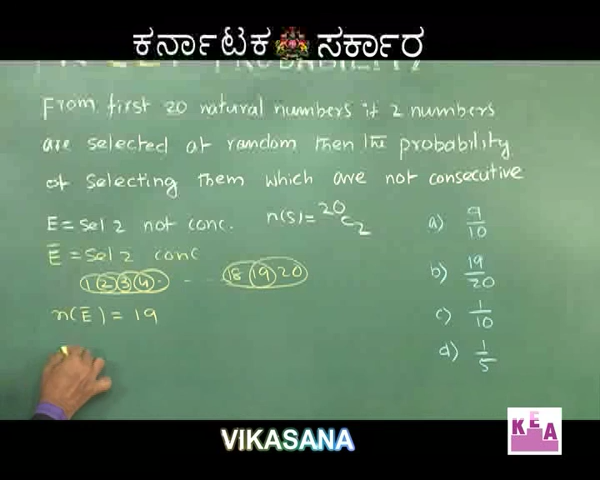 ಕರ್ನಾಟಕ ಸರ್ಕಾರ
PROBABILITY
From first 20 natural numbers if 2 numbers
are selected at random then the probability
of selecting them which are not consecutive
E = Sel 2 not conc. n(S) = ²⁰C₂
a) 9/10
E̅ = Sel 2 conc
b) 19/20
1 2 3 4 . . . . 18 19 20
n(E̅) = 19
c) 1/10
d) 1/5
KEA
VIKASANA